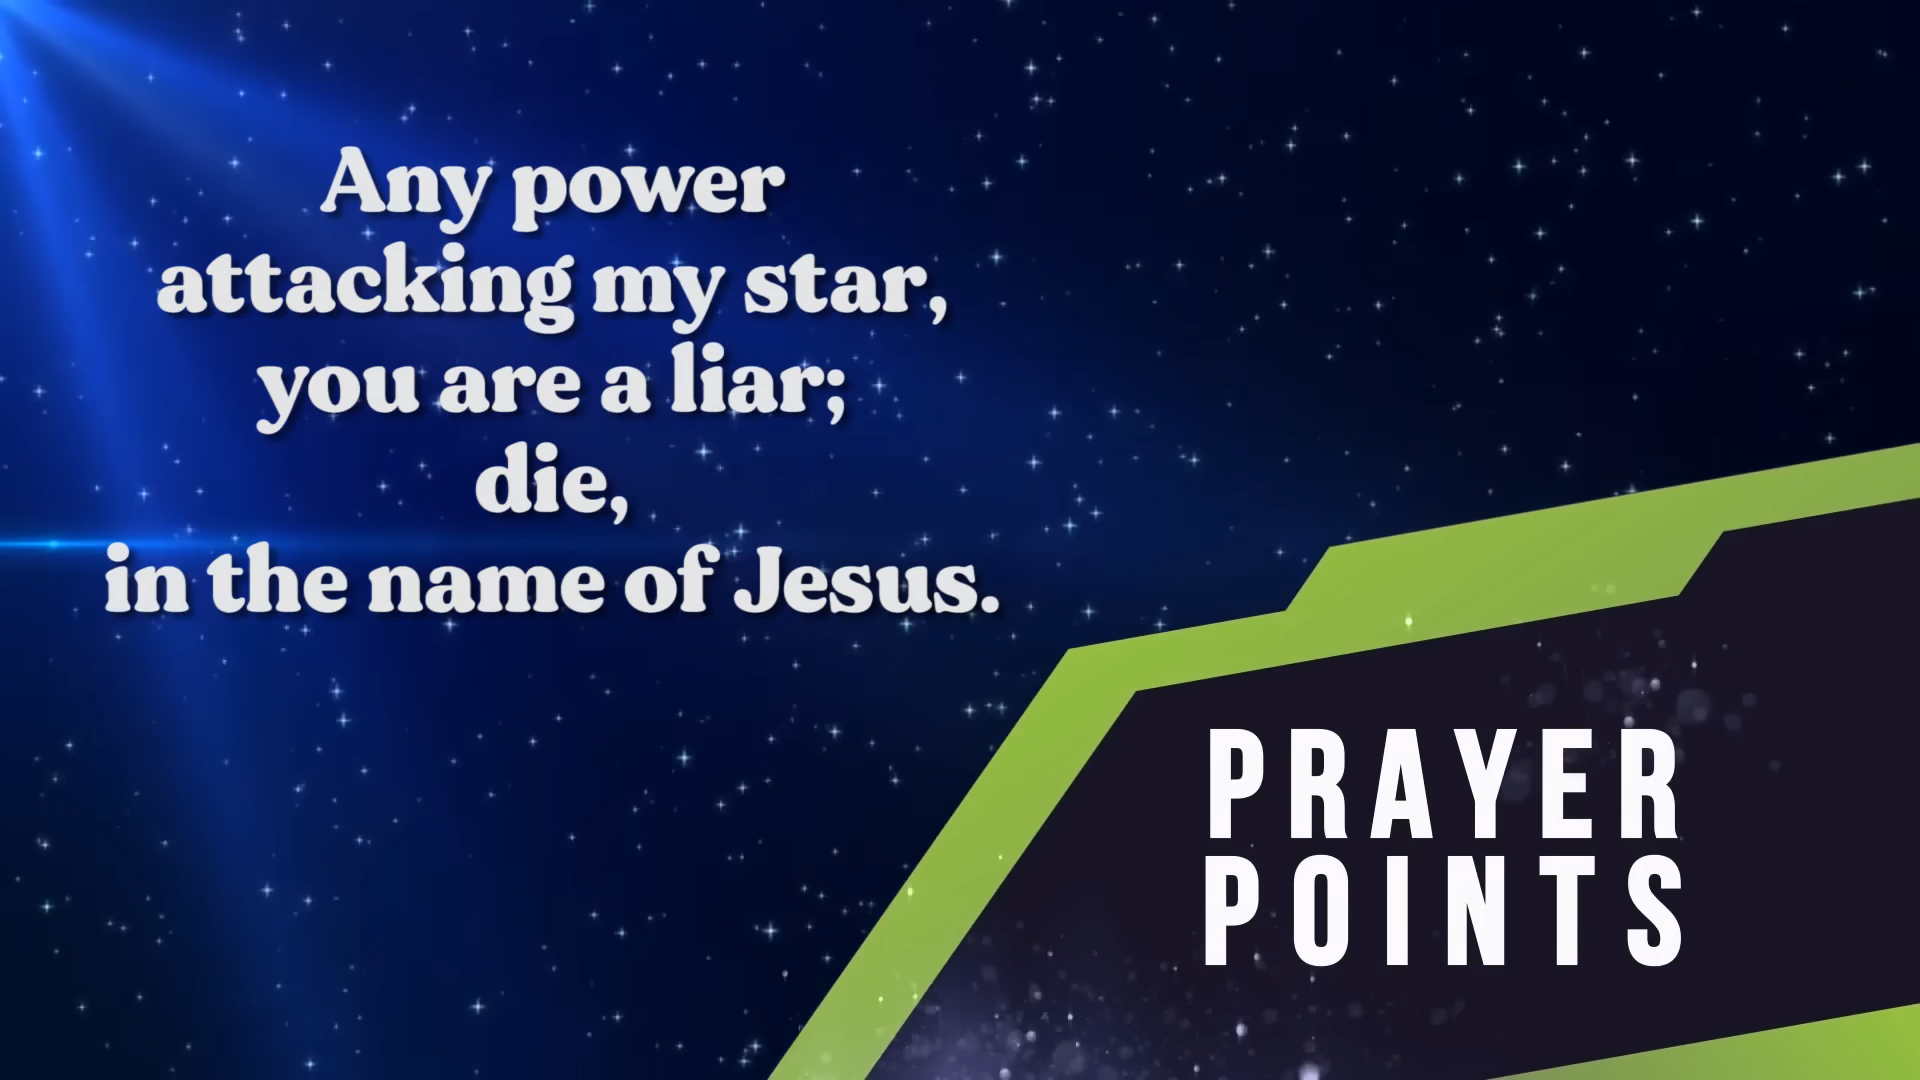 Any power
attacking my star,
you are a liar;
die,
in the name of Jesus.
PRAYER
POINTS